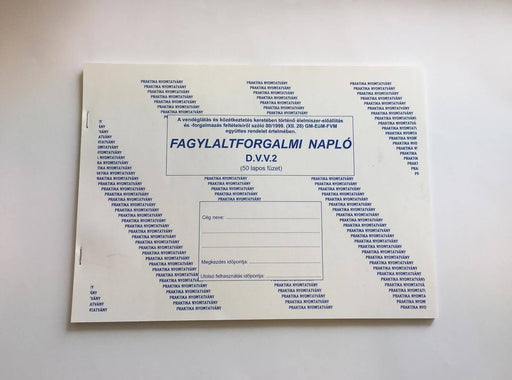 PRAKTIKA NYOMTATVÁNY
A vendéglátás és közétkeztetés keretében történő élelmiszer-előállítás
és -forgalmazás feltételeiről szóló 80/1999. (XII. 28) GM-EüM-FVM
együttes rendelet értelmében.
FAGYLALTFORGALMI NAPLÓ
D.V.V.2
(50 lapos füzet)
Cég neve:
Megkezdés időpontja:
Utolsó felhasználás időpontja: